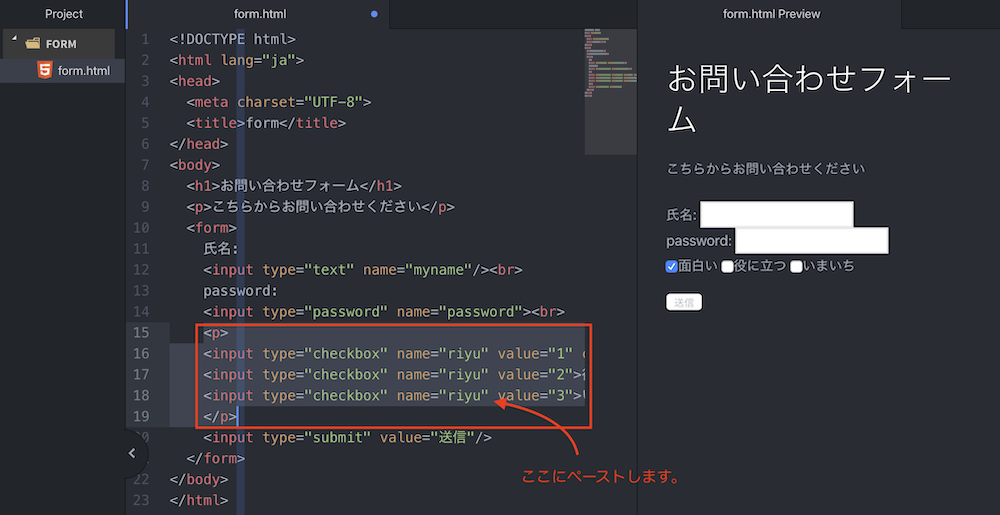 Project
FORM
form.html
form.html
1 <!DOCTYPE html>
2 <html lang="ja">
3 <head>
4 <meta charset="UTF-8">
5 <title>form</title>
6 </head>
7 <body>
8 <h1>お問い合わせフォーム</h1>
9 <p>こちらからお問い合わせください</p>
10 <form>
11 氏名:
12 <input type="text" name="myname"/><br>
13 password:
14 <input type="password" name="password"><br>
15 <p>
16 <input type="checkbox" name="riyu" value="1" c
17 <input type="checkbox" name="riyu" value="2">
18 <input type="checkbox" name="riyu" value="3">
19 </p>
<input type="submit" value="送信"/>
</form>
22 </body>
23 </html>
ここにペーストします。
form.html Preview
お問い合わせフォー
ム
こちらからお問い合わせください
氏名:
password:
面白い 役に立つ いまいち
送信